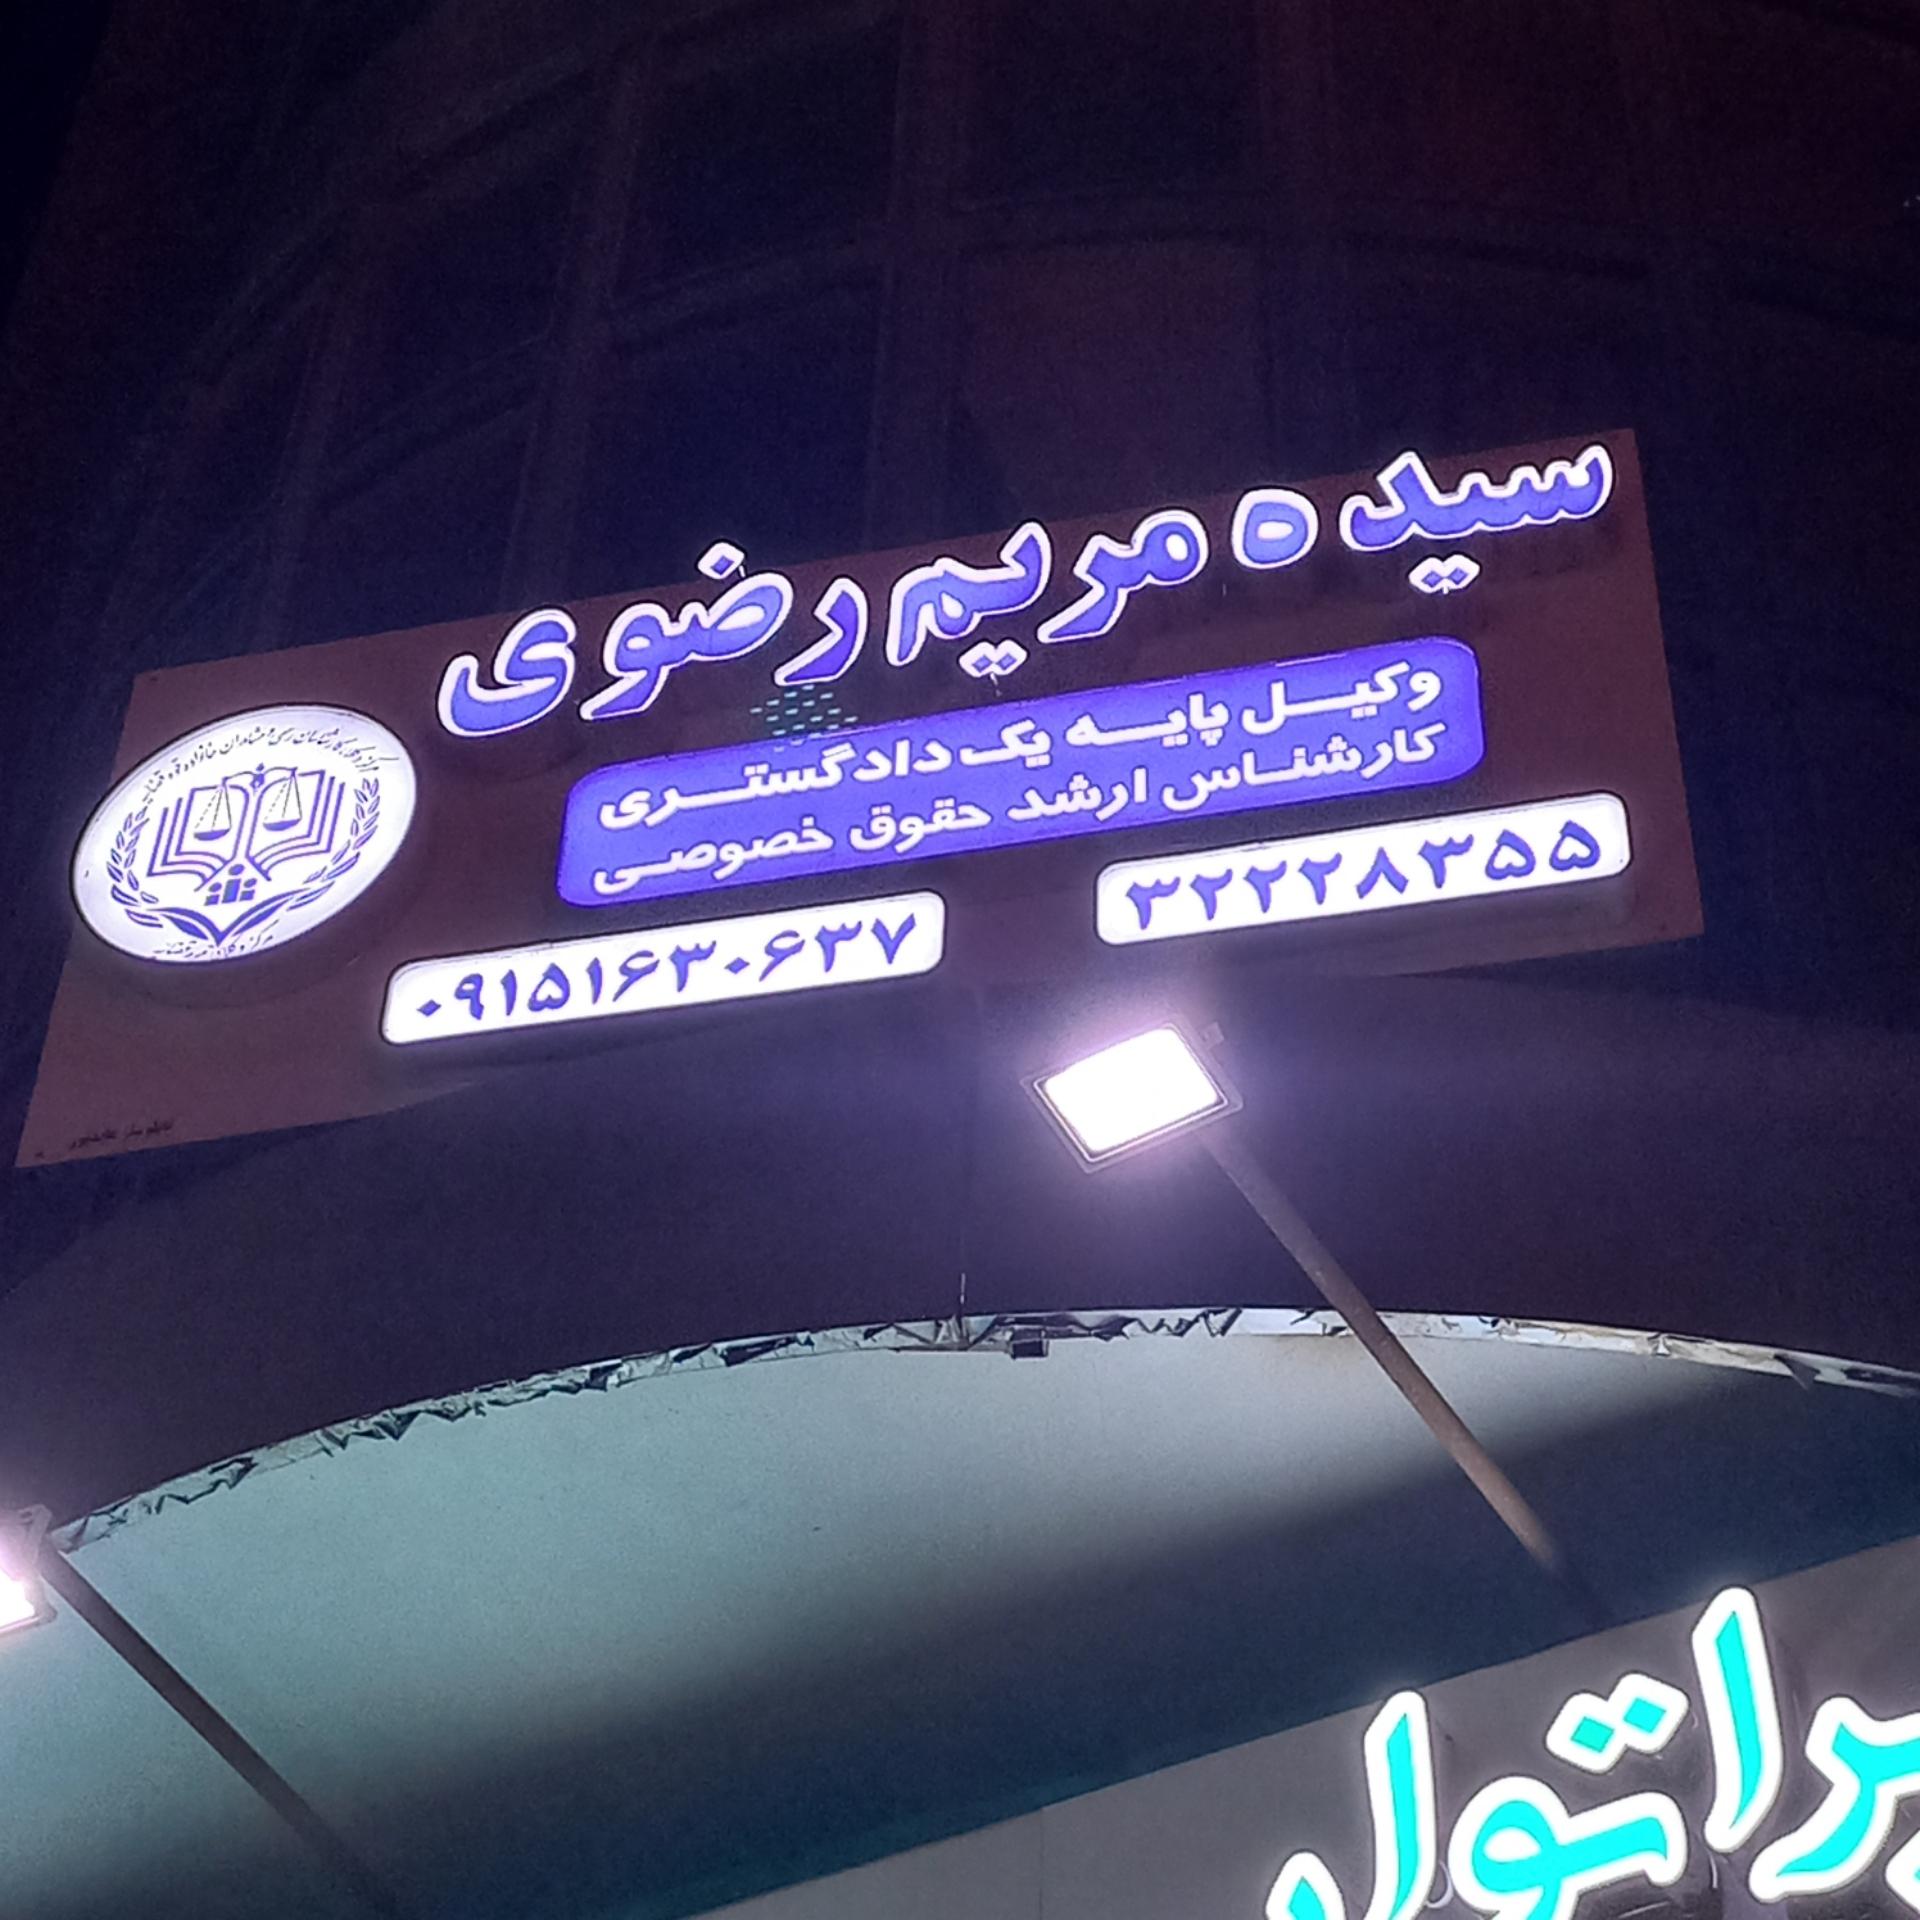 سیده مریم رضوی
وکیل پایه یک دادگستری
کارشناس ارشد حقوق خصوصی
۳۲۲۲۸۳۵۵
۰۹۱۵۱۶۳۰۶۳۷